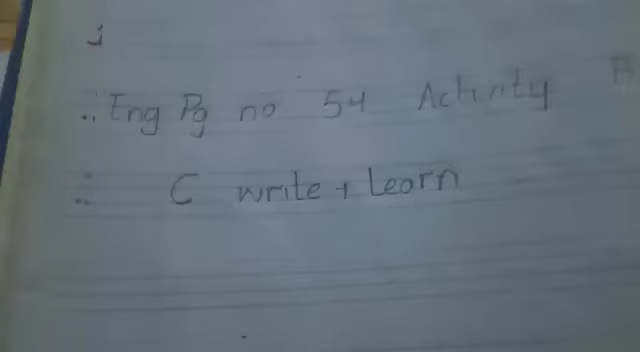 ∴ Eng Pg no 54 Activity
∴ C write + learn